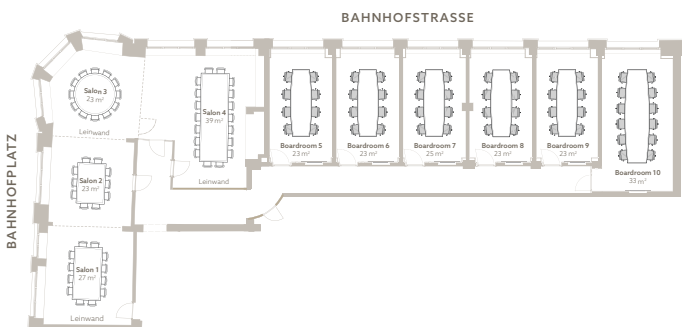 BAHNHOFSTRASSE
BAHNHOFPLATZ
Salon 3
23 m²
Leinwand
Salon 4
39 m²
Leinwand
Boardroom 5
23 m²
Boardroom 6
23 m²
Boardroom 7
25 m²
Boardroom 8
23 m²
Boardroom 9
23 m²
Boardroom 10
33 m²
Salon 2
23 m²
Salon 1
27 m²
Leinwand